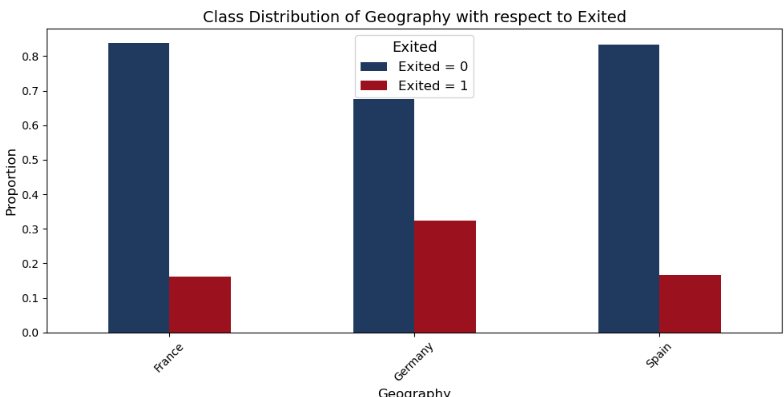 Class Distribution of Geography with respect to Exited
Exited
Exited = 0
Exited = 1
Proportion
0.8
0.7
0.6
0.5
0.4
0.3
0.2
0.1
0.0
France
Germany
Spain
Geography